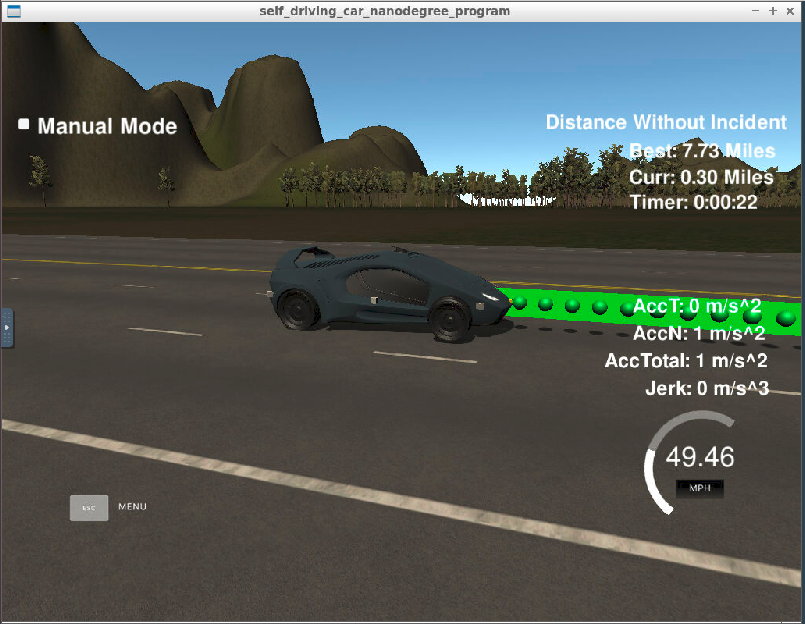 self_driving_car_nanodegree_program
Manual Mode
Distance Without Incident
Best: 7.73 Miles
Curr: 0.30 Miles
Timer: 0:00:22
AccT: 0 m/s^2
AccN: 1 m/s^2
AccTotal: 1 m/s^2
Jerk: 0 m/s^3
49.46
MPH
ESC MENU